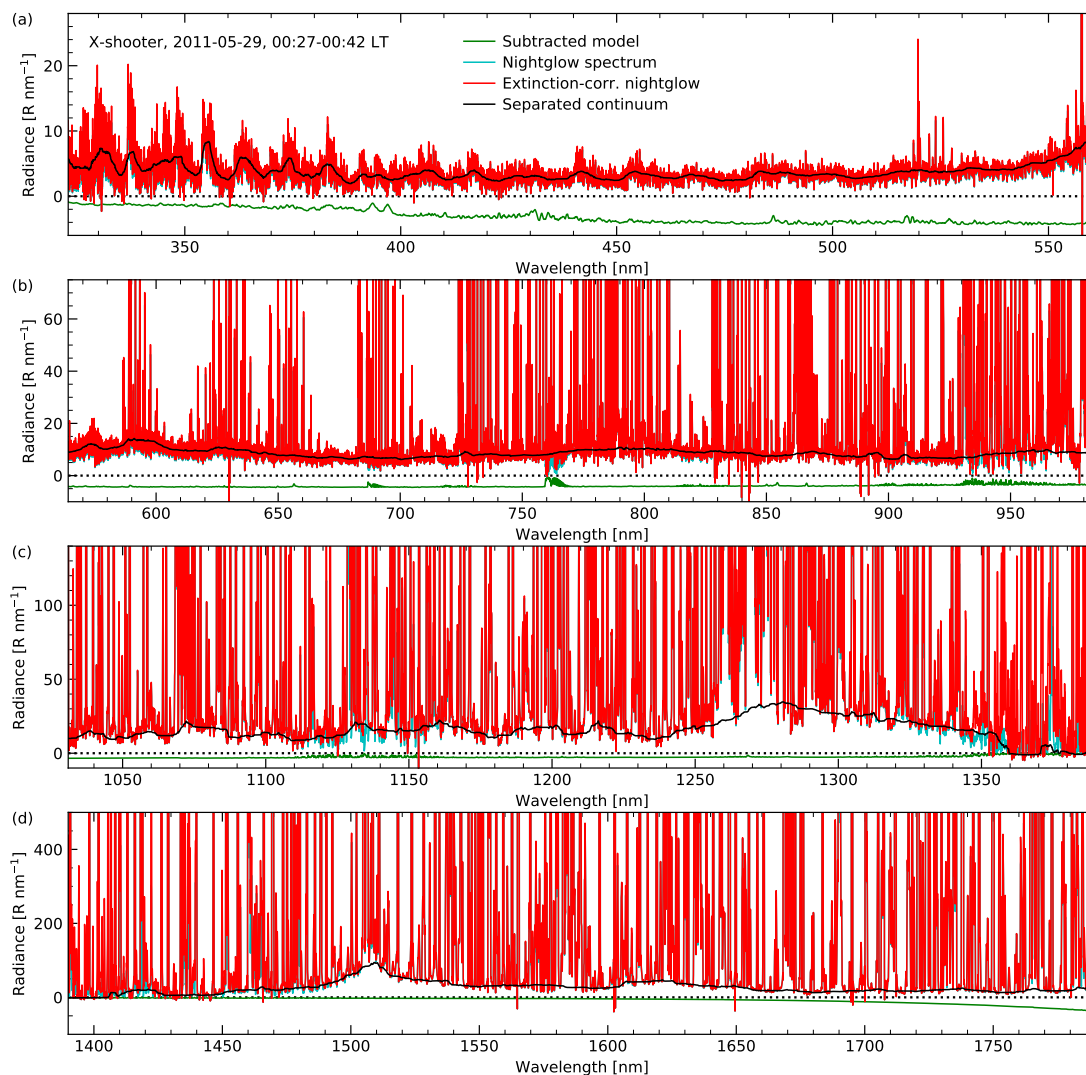 (a)
X-shooter, 2011-05-29, 00:27-00:42 LT
Subtracted model
Nightglow spectrum
Extinction-corr. nightglow
Separated continuum
Radiance [R nm⁻¹]
20
10
0
350
400
450
500
550
Wavelength [nm]
(b)
Radiance [R nm⁻¹]
60
40
20
0
600
650
700
750
800
850
900
950
Wavelength [nm]
(c)
Radiance [R nm⁻¹]
100
50
0
1050
1100
1150
1200
1250
1300
1350
Wavelength [nm]
(d)
Radiance [R nm⁻¹]
400
200
0
1400
1450
1500
1550
1600
1650
1700
1750
Wavelength [nm]